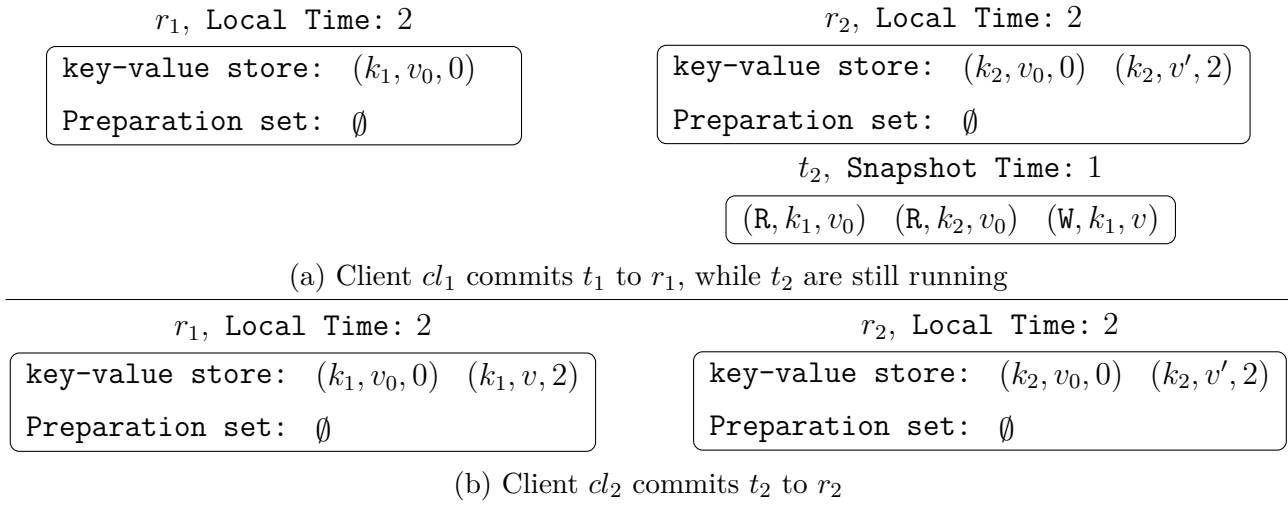 r₁, Local Time: 2
key-value store: (k₁, v₀, 0)
Preparation set: ∅
r₂, Local Time: 2
key-value store: (k₂, v₀, 0) (k₂, v′, 2)
Preparation set: ∅
t₂, Snapshot Time: 1
(R, k₁, v₀) (R, k₂, v₀) (W, k₁, v)
(a) Client cl₁ commits t₁ to r₁, while t₂ are still running
r₁, Local Time: 2
key-value store: (k₁, v₀, 0) (k₁, v, 2)
Preparation set: ∅
r₂, Local Time: 2
key-value store: (k₂, v₀, 0) (k₂, v′, 2)
Preparation set: ∅
(b) Client cl₂ commits t₂ to r₂